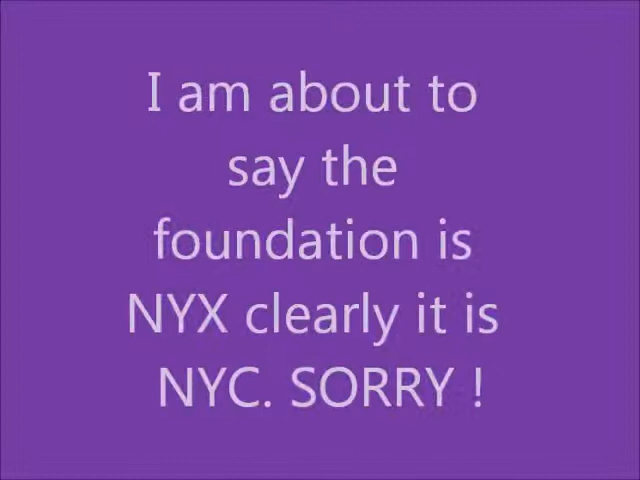 I am about to
say the
foundation is
NYX clearly it is
NYC. SORRY !